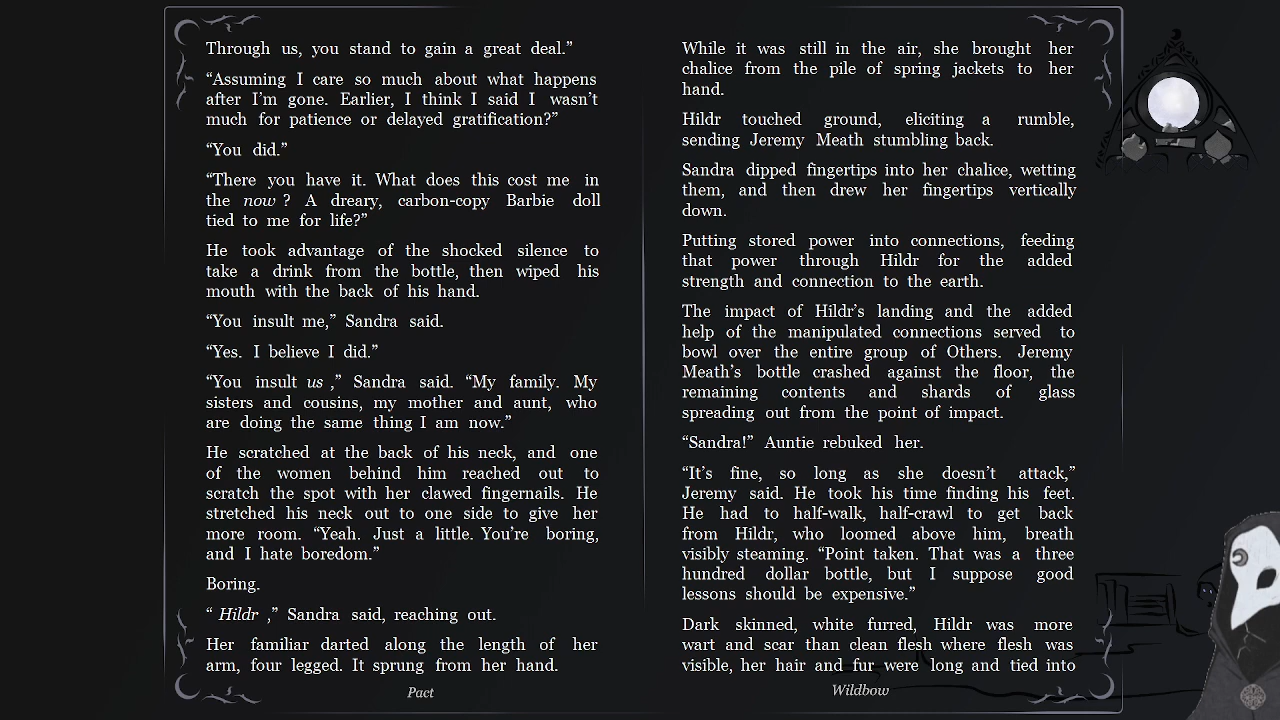 Through us, you stand to gain a great deal.”
“Assuming I care so much about what happens
after I’m gone. Earlier, I think I said I wasn’t
much for patience or delayed gratification?”
“You did.”
“There you have it. What does this cost me in
the now ? A dreary, carbon-copy Barbie doll
tied to me for life?”
He took advantage of the shocked silence to
take a drink from the bottle, then wiped his
mouth with the back of his hand.
“You insult me,” Sandra said.
“Yes. I believe I did.”
“You insult us ,” Sandra said. “My family. My
sisters and cousins, my mother and aunt, who
are doing the same thing I am now.”
He scratched at the back of his neck, and one
of the women behind him reached out to
scratch the spot with her clawed fingernails. He
stretched his neck out to one side to give her
more room. “Yeah. Just a little. You’re boring,
and I hate boredom.”
Boring.
“ Hildr ,” Sandra said, reaching out.
Her familiar darted along the length of her
arm, four legged. It sprung from her hand.
Pact
While it was still in the air, she brought her
chalice from the pile of spring jackets to her
hand.
Hildr touched ground, eliciting a rumble,
sending Jeremy Meath stumbling back.
Sandra dipped fingertips into her chalice, wetting
them, and then drew her fingertips vertically
down.
Putting stored power into connections, feeding
that power through Hildr for the added
strength and connection to the earth.
The impact of Hildr’s landing and the added
help of the manipulated connections served to
bowl over the entire group of Others. Jeremy
Meath’s bottle crashed against the floor, the
remaining contents and shards of glass
spreading out from the point of impact.
“Sandra!” Auntie rebuked her.
“It’s fine, so long as she doesn’t attack,”
Jeremy said. He took his time finding his feet.
He had to half-walk, half-crawl to get back
from Hildr, who loomed above him, breath
visibly steaming. “Point taken. That was a three
hundred dollar bottle, but I suppose good
lessons should be expensive.”
Dark skinned, white furred, Hildr was more
wart and scar than clean flesh where flesh was
visible, her hair and fur were long and tied into
Wildbow